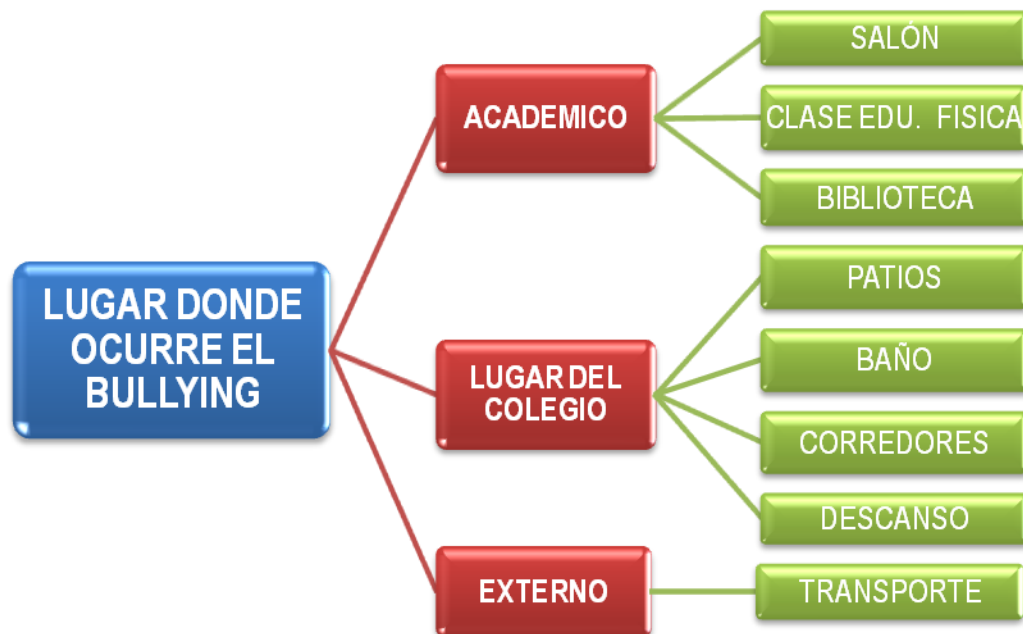 LUGAR DONDE
OCURRE EL
BULLYING
ACADEMICO
SALÓN
CLASE EDU. FISICA
BIBLIOTECA
LUGAR DEL
COLEGIO
PATIOS
BAÑO
CORREDORES
DESCANSO
EXTERNO
TRANSPORTE